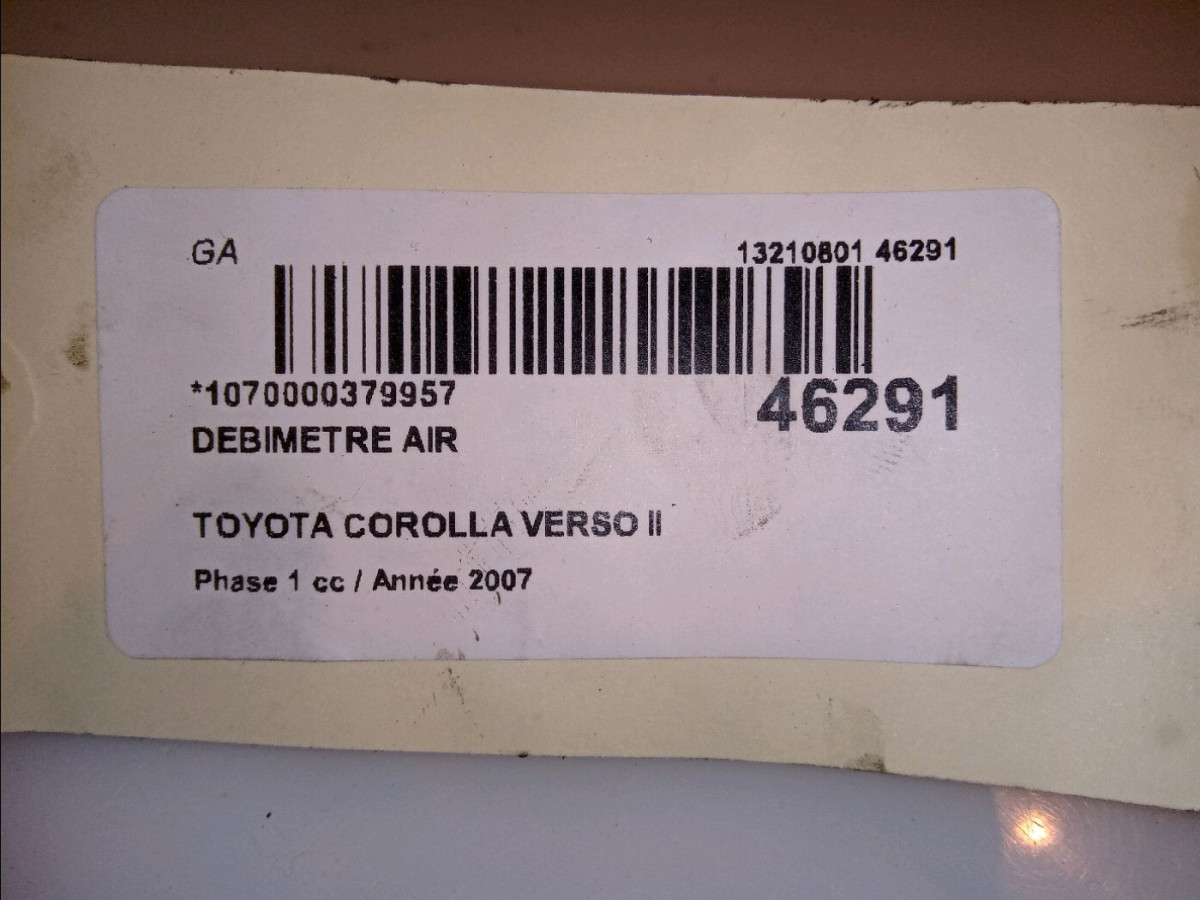 GA
13210801 46291
*1070000379957
46291
DEBIMETRE AIR
TOYOTA COROLLA VERSO II
Phase 1 cc / Année 2007